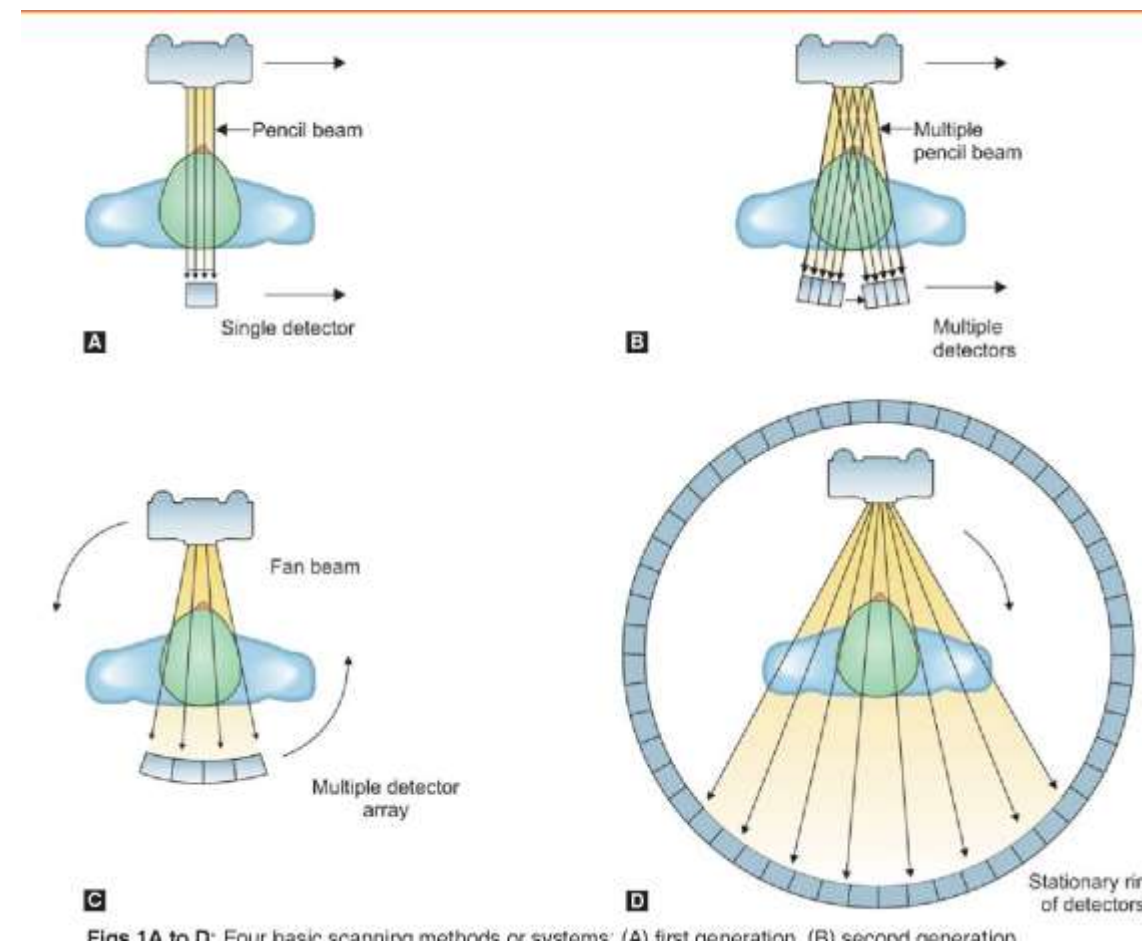 Pencil beam
Single detector
A
Multiple
pencil beam
Multiple
detectors
B
Fan beam
Multiple detector
array
C
Stationary
of detectors
D
Figs 1A to D: Four basic scanning methods or systems: (A) first generation, (B) second generation